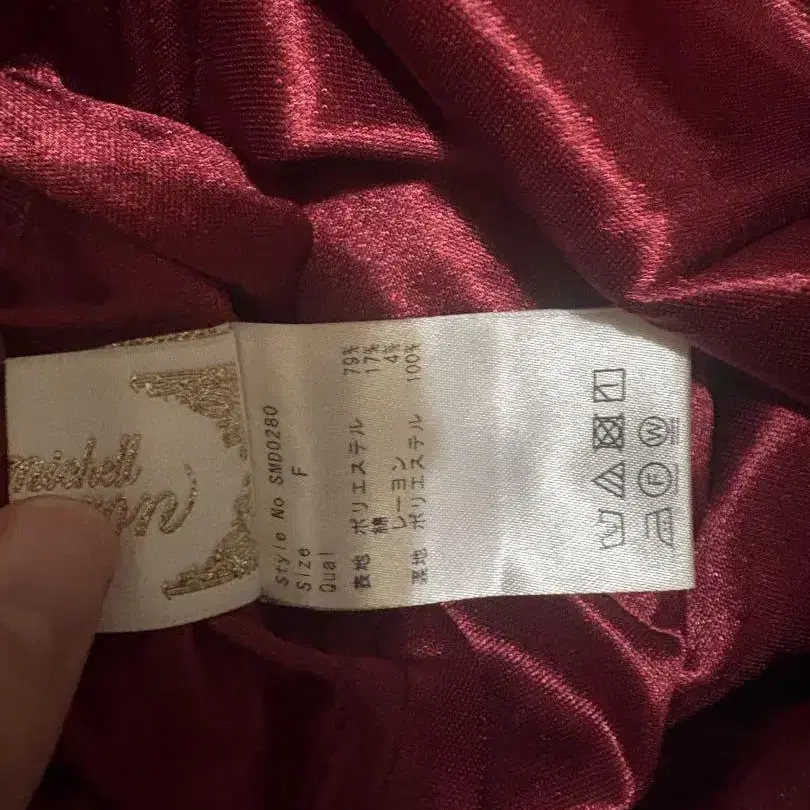 michell
Style No SMD0280
Size F
Qual
表地 ポリエステル 79%
綿 17%
レーヨン 4%
裏地 ポリエステル 100%
F W